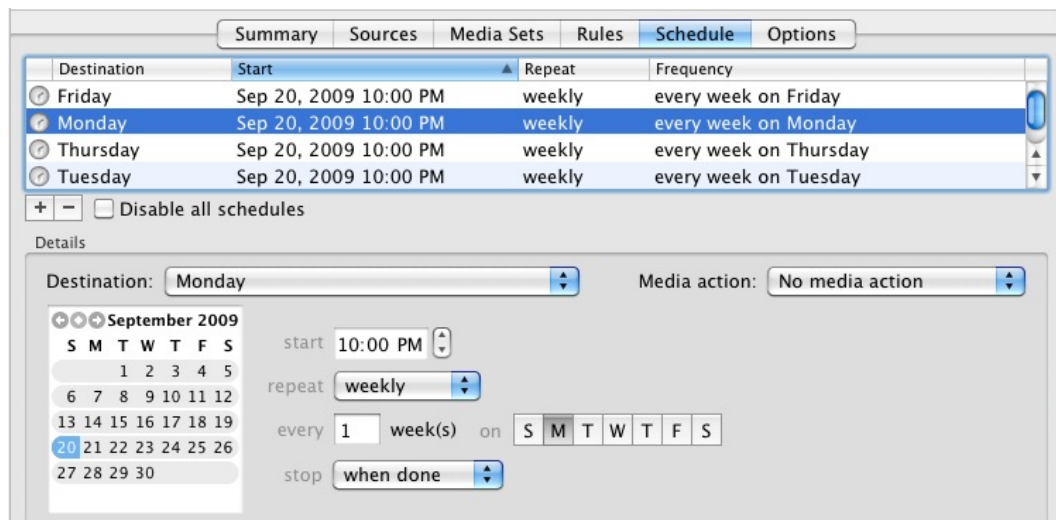 Summary Sources Media Sets Rules Schedule Options
Destination Start Repeat Frequency
Friday Sep 20, 2009 10:00 PM weekly every week on Friday
Monday Sep 20, 2009 10:00 PM weekly every week on Monday
Thursday Sep 20, 2009 10:00 PM weekly every week on Thursday
Tuesday Sep 20, 2009 10:00 PM weekly every week on Tuesday
+ − Disable all schedules
Details
Destination: Monday Media action: No media action
September 2009
S M T W T F S
1 2 3 4 5
6 7 8 9 10 11 12
13 14 15 16 17 18 19
20 21 22 23 24 25 26
27 28 29 30
start 10:00 PM
repeat weekly
every 1 week(s) on S M T W T F S
stop when done